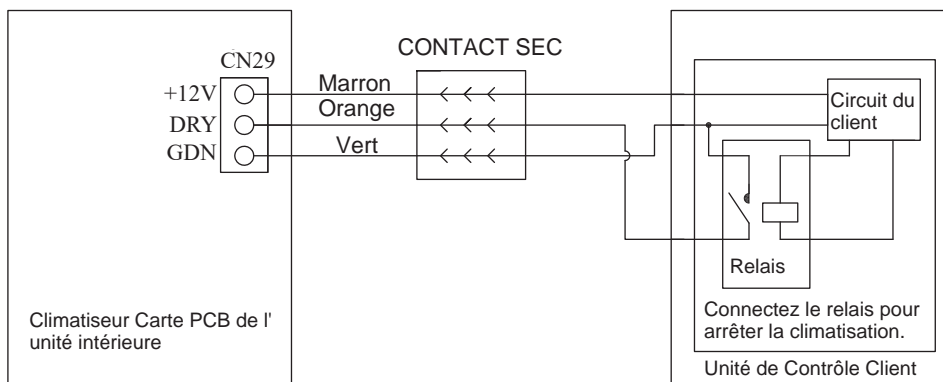 CONTACT SEC
CN29
+12V
DRY
GDN
Marron
Orange
Vert
Circuit du
client
Relais
Connectez le relais pour
arrêter la climatisation.
Climatiseur Carte PCB de l'
unité intérieure
Unité de Contrôle Client